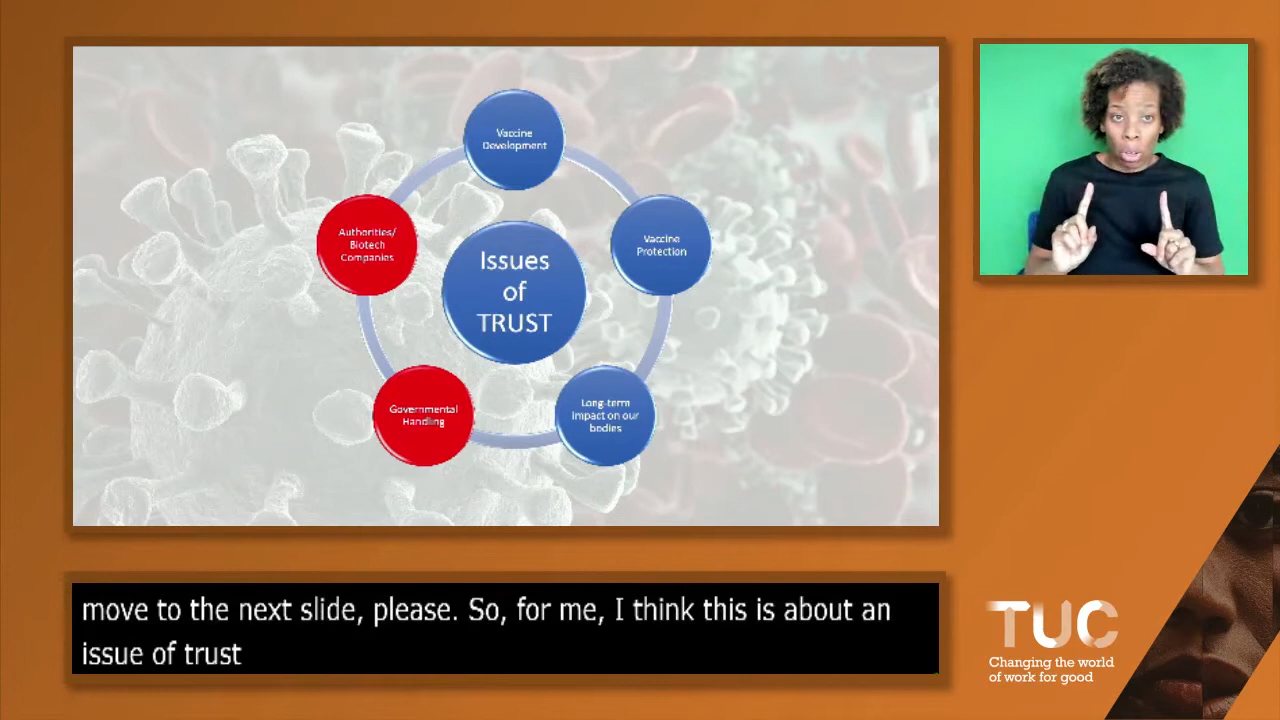 Vaccine
Development
Authorities/
Biotech
Companies
Vaccine
Protection
Issues
of
TRUST
Governmental
Handling
Long-term
impact on our
bodies
move to the next slide, please. So, for me, I think this is about an
issue of trust
TUC
Changing the world
of work for good